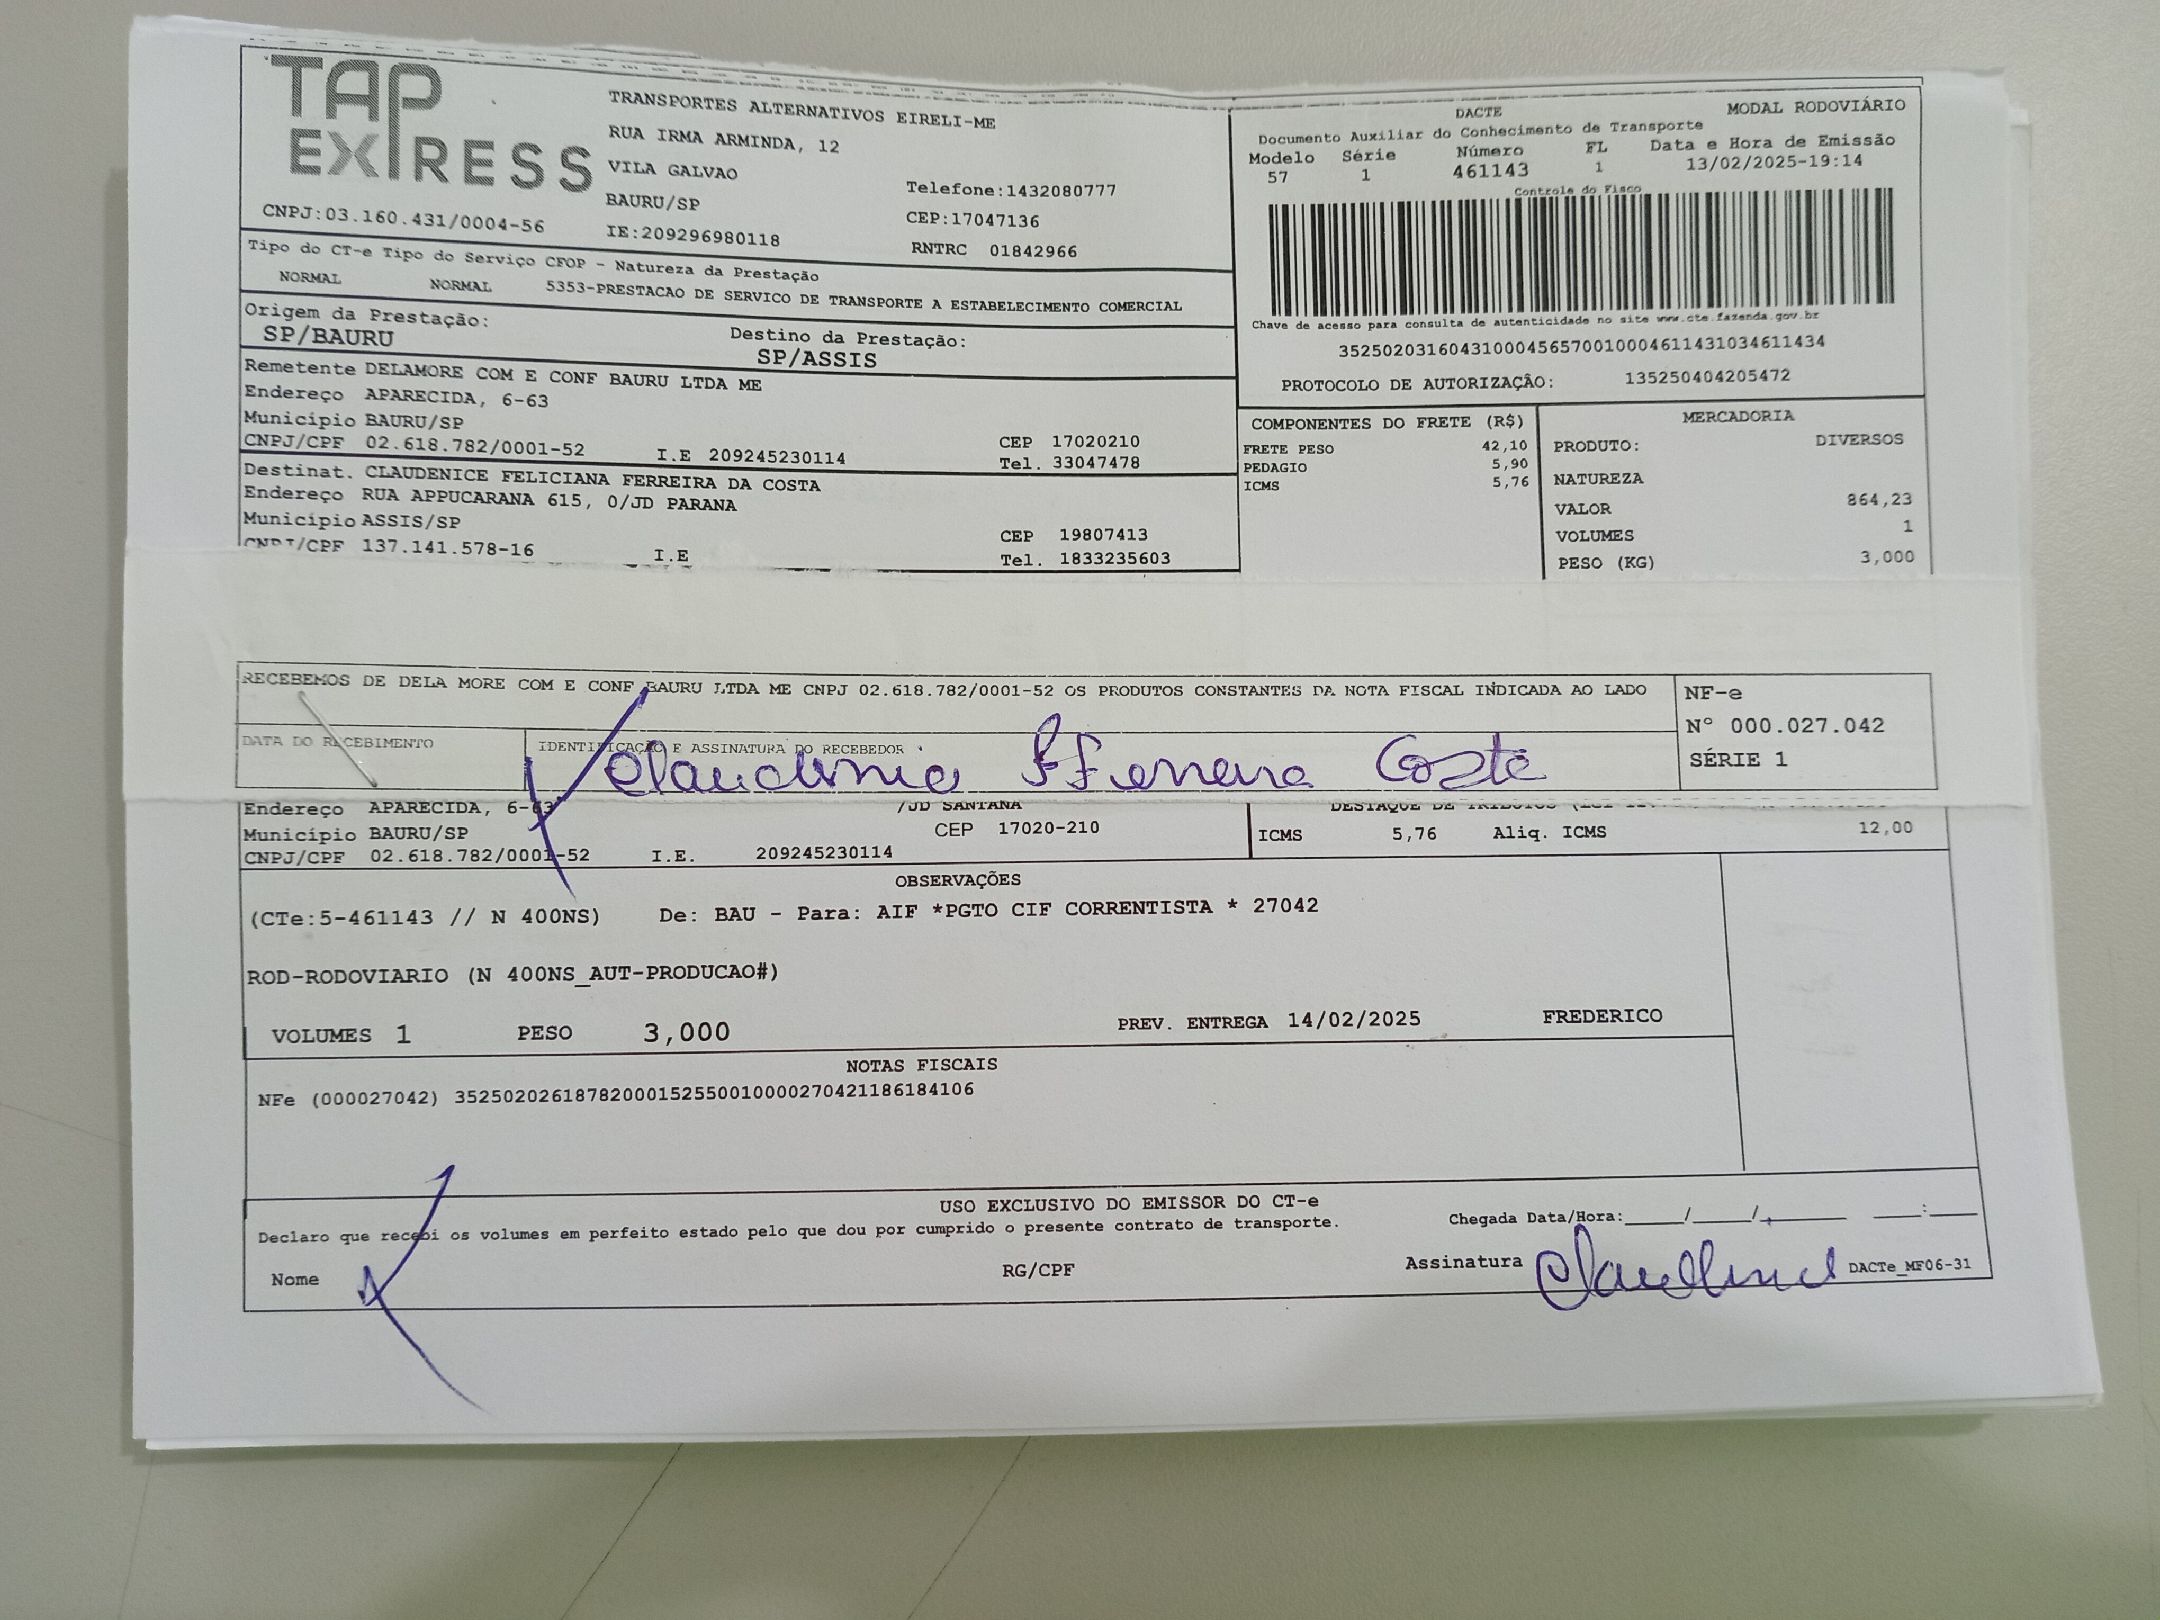 TAP EXPRESS
CNPJ:03.160.431/0004-56
TRANSPORTES ALTERNATIVOS EIRELI-ME
RUA IRMA ARMINDA, 12
VILA GALVAO
BAURU/SP
IE:209296980118
Telefone:1432080777
CEP:17047136
RNTRC 01842966
DACTE MODAL RODOVIÁRIO
Documento Auxiliar do Conhecimento de Transporte
Modelo Série Número FL Data e Hora de Emissão
57 1 461143 1 13/02/2025-19:14
Controle do Fisco
Chave de acesso para consulta de autenticidade no site www.cte.fazenda.gov.br
35250203160431000456570010004611431034611434
PROTOCOLO DE AUTORIZAÇÃO: 135250404205472
Tipo do CT-e Tipo do Serviço CFOP - Natureza da Prestação
NORMAL NORMAL 5353-PRESTACAO DE SERVICO DE TRANSPORTE A ESTABELECIMENTO COMERCIAL
Origem da Prestação: Destino da Prestação:
SP/BAURU SP/ASSIS
Remetente DELAMORE COM E CONF BAURU LTDA ME
Endereço APARECIDA, 6-63
Município BAURU/SP CEP 17020210
CNPJ/CPF 02.618.782/0001-52 I.E 209245230114 Tel. 33047478
Destinat. CLAUDENICE FELICIANA FERREIRA DA COSTA
Endereço RUA APPUCARANA 615, 0/JD PARANA
Município ASSIS/SP CEP 19807413
CNPJ/CPF 137.141.578-16 I.E Tel. 1833235603
COMPONENTES DO FRETE (R$)
FRETE PESO 42,10
PEDAGIO 5,90
ICMS 5,76
MERCADORIA
PRODUTO: DIVERSOS
NATUREZA
VALOR 864,23
VOLUMES 1
PESO (KG) 3,000
RECEBEMOS DE DELA MORE COM E CONF BAURU LTDA ME CNPJ 02.618.782/0001-52 OS PRODUTOS CONSTANTES DA NOTA FISCAL INDICADA AO LADO
DATA DO RECEBIMENTO IDENTIFICAÇÃO E ASSINATURA DO RECEBEDOR
Ferreira Costa
NF-e
Nº 000.027.042
SÉRIE 1
Endereço APARECIDA, 6-63 /JD SANTANA
Município BAURU/SP CEP 17020-210
CNPJ/CPF 02.618.782/0001-52 I.E. 209245230114
DESTAQUE DE TRIBUTOS
ICMS 5,76 Aliq. ICMS 12,00
OBSERVAÇÕES
(CTe:5-461143 // N 400NS) De: BAU - Para: AIF *PGTO CIF CORRENTISTA * 27042
ROD-RODOVIARIO (N 400NS_AUT-PRODUCAO#)
VOLUMES 1 PESO 3,000 PREV. ENTREGA 14/02/2025 FREDERICO
NOTAS FISCAIS
NFe (000027042) 35250202618782000152550010000270421186184106
USO EXCLUSIVO DO EMISSOR DO CT-e
Declaro que recebi os volumes em perfeito estado pelo que dou por cumprido o presente contrato de transporte. Chegada Data/Hora:____/____/____ ____:____
Nome RG/CPF Assinatura DACTe_MF06-31